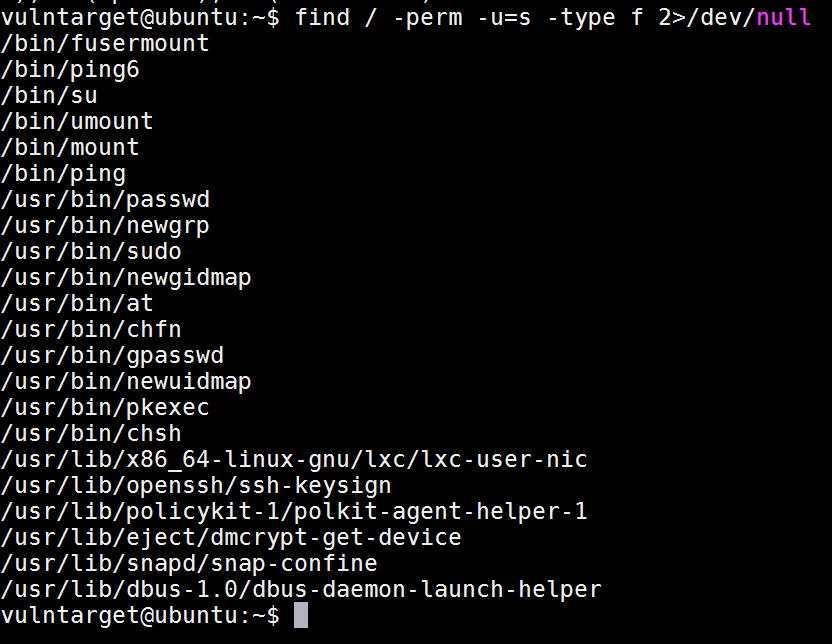 vulntarget@ubuntu:~$ find / -perm -u=s -type f 2>/dev/null
/bin/fusermount
/bin/ping6
/bin/su
/bin/umount
/bin/mount
/bin/ping
/usr/bin/passwd
/usr/bin/newgrp
/usr/bin/sudo
/usr/bin/newgidmap
/usr/bin/at
/usr/bin/chfn
/usr/bin/gpasswd
/usr/bin/newuidmap
/usr/bin/pkexec
/usr/bin/chsh
/usr/lib/x86_64-linux-gnu/lxc/lxc-user-nic
/usr/lib/openssh/ssh-keysign
/usr/lib/policykit-1/polkit-agent-helper-1
/usr/lib/eject/dmcrypt-get-device
/usr/lib/snapd/snap-confine
/usr/lib/dbus-1.0/dbus-daemon-launch-helper
vulntarget@ubuntu:~$